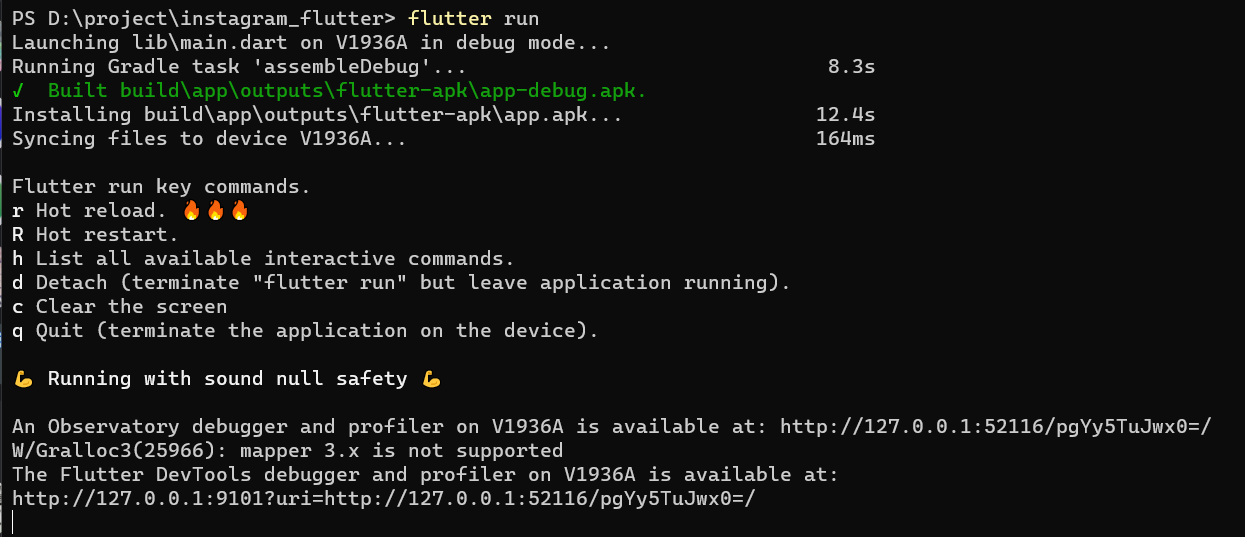 PS D:\project\instagram_flutter> flutter run
Launching lib\main.dart on V1936A in debug mode...
Running Gradle task 'assembleDebug'... 8.3s
√ Built build\app\outputs\flutter-apk\app-debug.apk.
Installing build\app\outputs\flutter-apk\app.apk... 12.4s
Syncing files to device V1936A... 164ms
Flutter run key commands.
r Hot reload. 🔥🔥🔥
R Hot restart.
h List all available interactive commands.
d Detach (terminate "flutter run" but leave application running).
c Clear the screen
q Quit (terminate the application on the device).
💪 Running with sound null safety 💪
An Observatory debugger and profiler on V1936A is available at: http://127.0.0.1:52116/pgYy5TuJwx0=/
W/Gralloc3(25966): mapper 3.x is not supported
The Flutter DevTools debugger and profiler on V1936A is available at:
http://127.0.0.1:9101?uri=http://127.0.0.1:52116/pgYy5TuJwx0=/